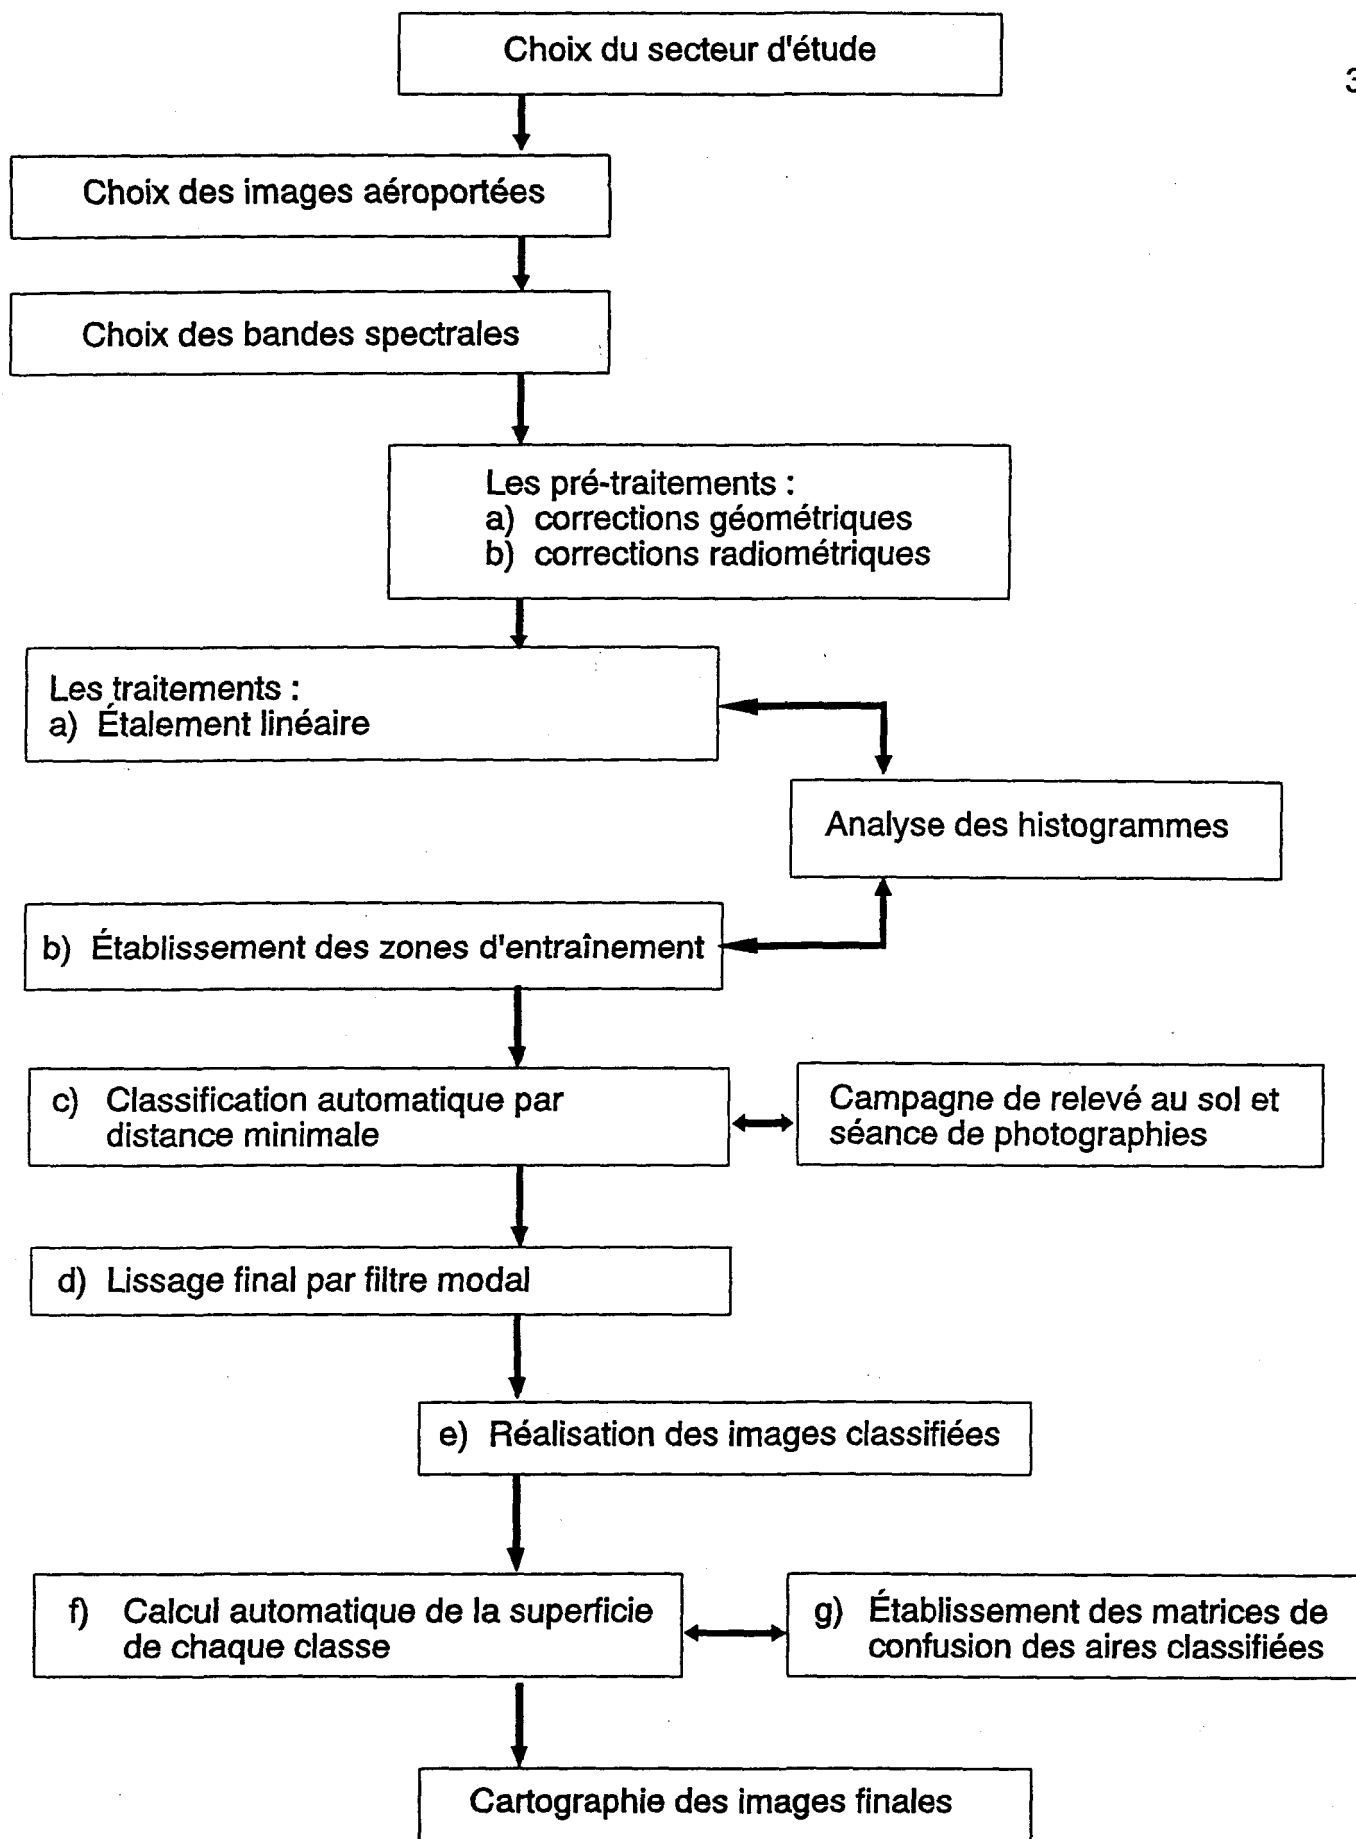 Choix du secteur d'étude
3
Choix des images aéroportées
Choix des bandes spectrales
Les pré-traitements :
a) corrections géométriques
b) corrections radiométriques
Les traitements :
a) Étalement linéaire
Analyse des histogrammes
b) Établissement des zones d'entraînement
c) Classification automatique par
distance minimale
Campagne de relevé au sol et
séance de photographies
d) Lissage final par filtre modal
e) Réalisation des images classifiées
f) Calcul automatique de la superficie
de chaque classe
g) Établissement des matrices de
confusion des aires classifiées
Cartographie des images finales